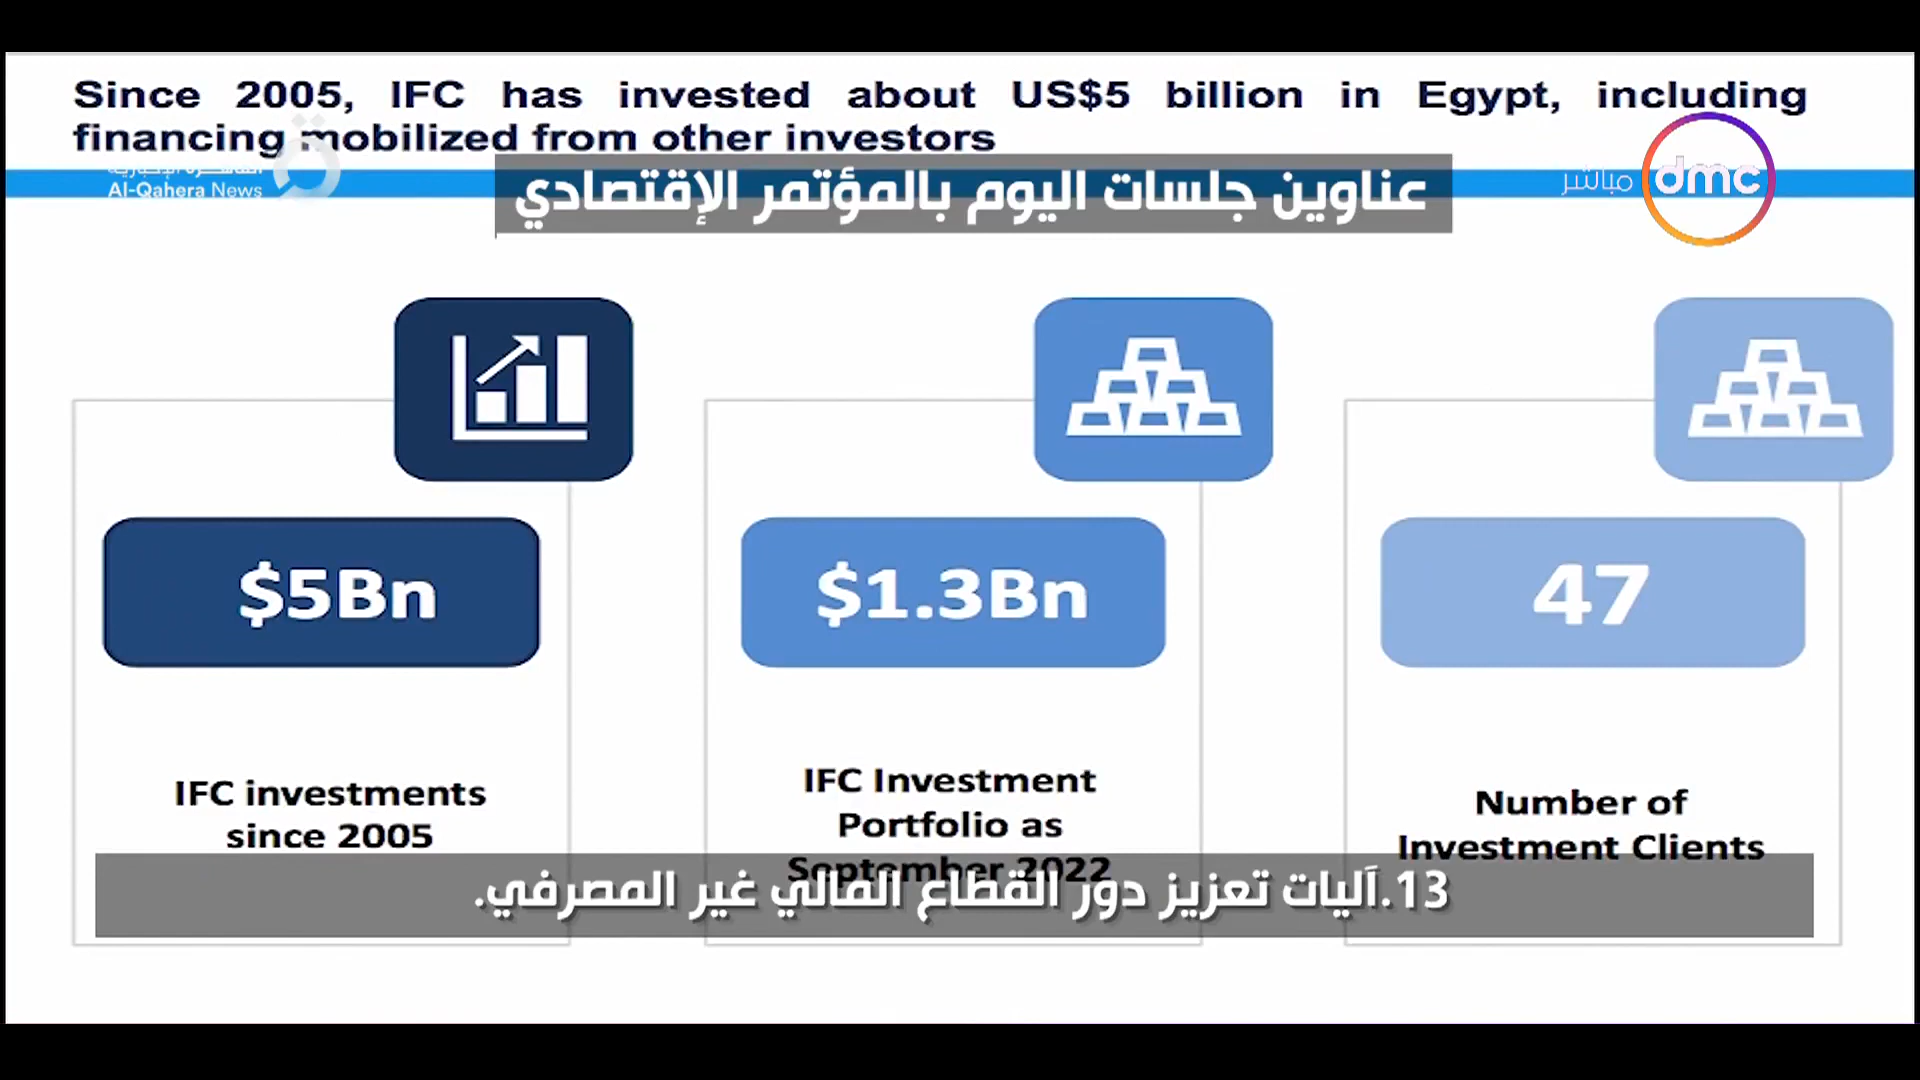 Since 2005, IFC has invested about US$5 billion in Egypt, including
financing mobilized from other investors
القاهرة الإخبارية
Al-Qahera News
عناوين جلسات اليوم بالمؤتمر الإقتصادي
مباشر
dmc
$5Bn
$1.3Bn
47
IFC investments
since 2005
IFC Investment
Portfolio as
September 2022
Number of
Investment Clients
13.آليات تعزيز دور القطاع المالي غير المصرفي.